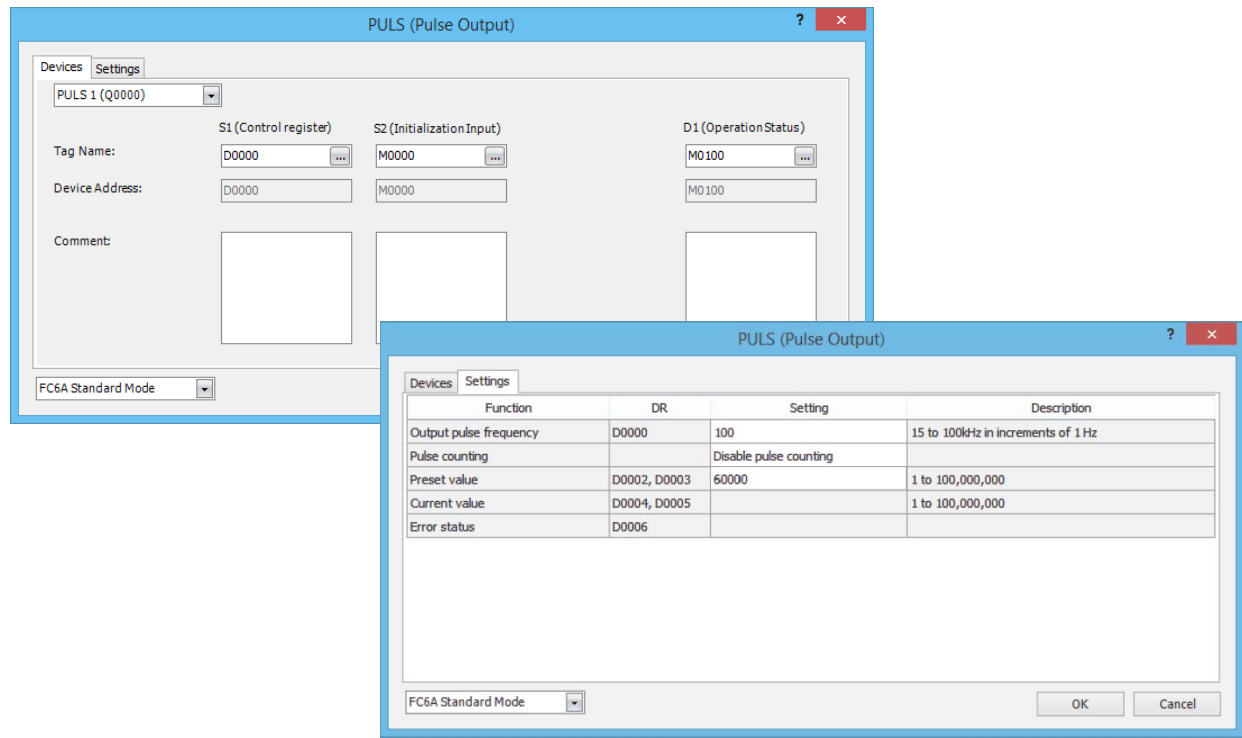 PULS (Pulse Output)
? ×
Devices Settings
PULS 1 (Q0000)
S1 (Control register) S2 (Initialization Input) D1 (Operation Status)
Tag Name: D0000 ... M0000 ... M0100 ...
Device Address: D0000 M0000 M0100
Comment:
FC6A Standard Mode
PULS (Pulse Output)
? ×
Devices Settings
Function DR Setting Description
Output pulse frequency D0000 100 15 to 100kHz in increments of 1 Hz
Pulse counting Disable pulse counting
Preset value D0002, D0003 60000 1 to 100,000,000
Current value D0004, D0005 1 to 100,000,000
Error status D0006
FC6A Standard Mode
OK Cancel